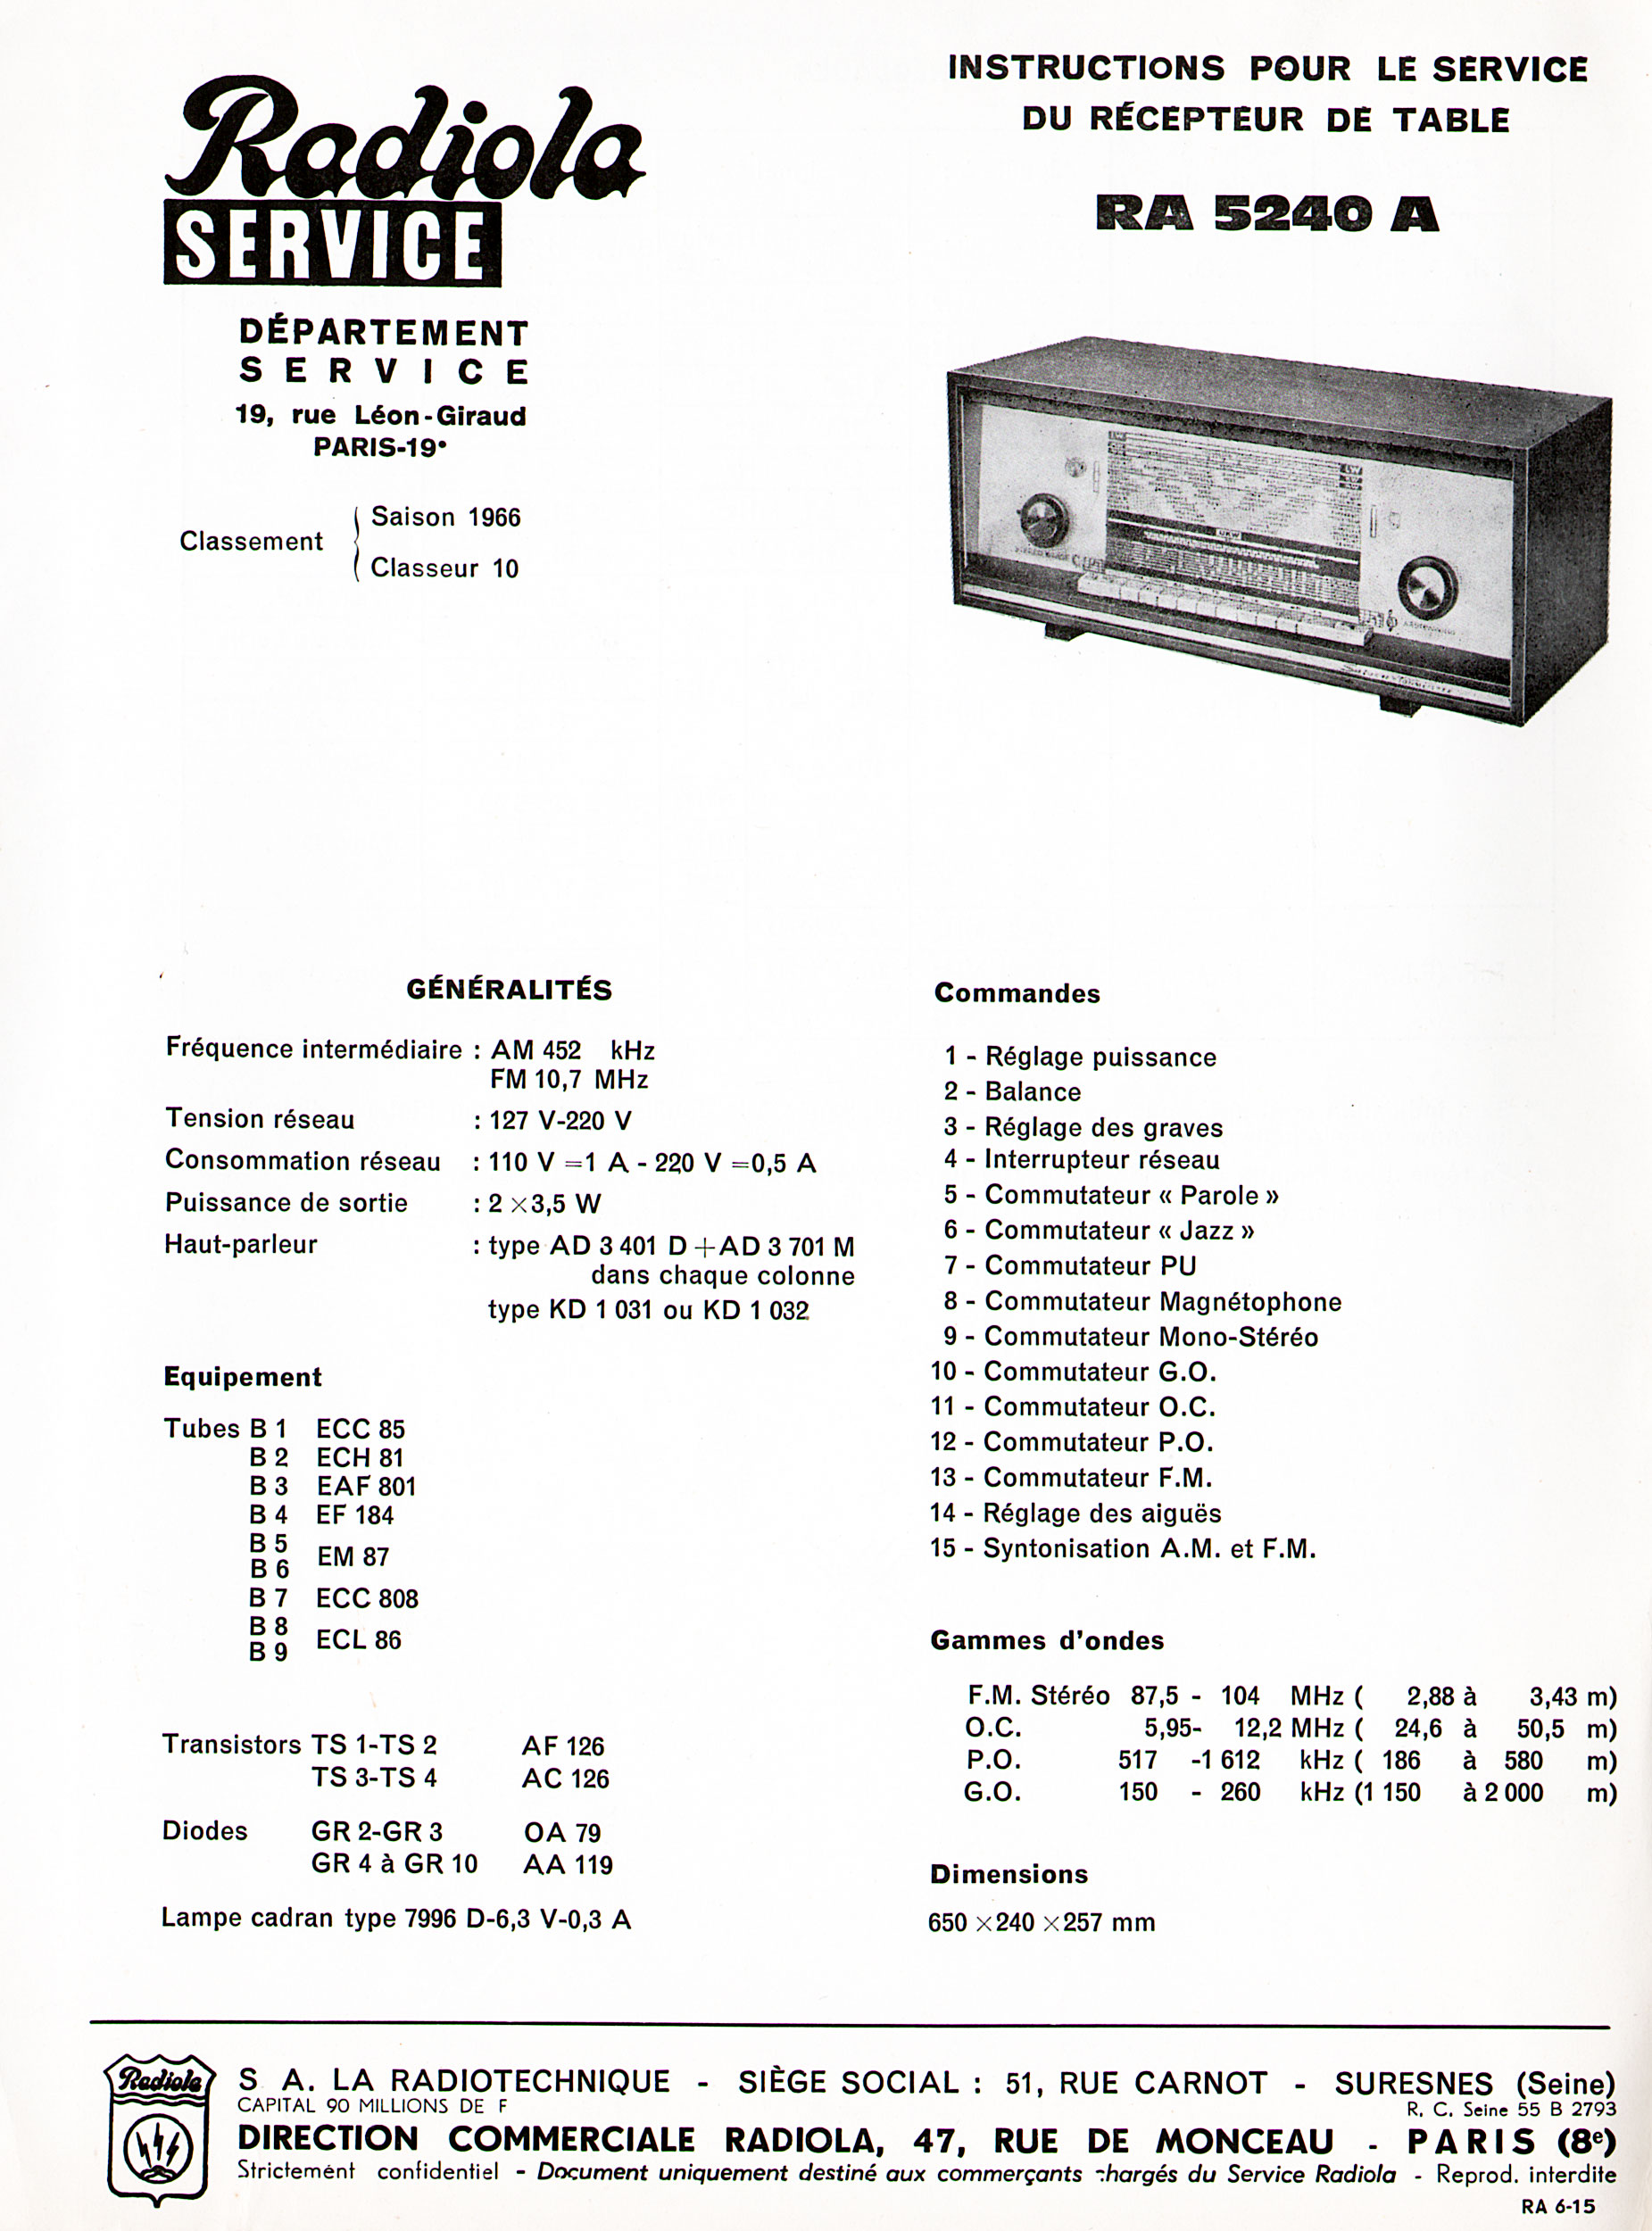 Radiola
SERVICE
DÉPARTEMENT
SERVICE
19, rue Léon-Giraud
PARIS-19e
Classement { Saison 1966
Classeur 10
INSTRUCTIONS POUR LE SERVICE
DU RÉCEPTEUR DE TABLE
RA 5240 A
UKW
GÉNÉRALITÉS
Fréquence intermédiaire : AM 452 kHz
FM 10,7 MHz
Tension réseau : 127 V-220 V
Consommation réseau : 110 V =1 A - 220 V =0,5 A
Puissance de sortie : 2 ×3,5 W
Haut-parleur : type AD 3 401 D +AD 3 701 M
dans chaque colonne
type KD 1 031 ou KD 1 032
Equipement
Tubes B 1 ECC 85
B 2 ECH 81
B 3 EAF 801
B 4 EF 184
B 5
B 6 EM 87
B 7 ECC 808
B 8
B 9 ECL 86
Transistors TS 1-TS 2 AF 126
TS 3-TS 4 AC 126
Diodes GR 2-GR 3 OA 79
GR 4 à GR 10 AA 119
Lampe cadran type 7996 D-6,3 V-0,3 A
Commandes
1 - Réglage puissance
2 - Balance
3 - Réglage des graves
4 - Interrupteur réseau
5 - Commutateur « Parole »
6 - Commutateur « Jazz »
7 - Commutateur PU
8 - Commutateur Magnétophone
9 - Commutateur Mono-Stéréo
10 - Commutateur G.O.
11 - Commutateur O.C.
12 - Commutateur P.O.
13 - Commutateur F.M.
14 - Réglage des aiguës
15 - Syntonisation A.M. et F.M.
Gammes d'ondes
F.M. Stéréo 87,5 - 104 MHz ( 2,88 à 3,43 m)
O.C. 5,95- 12,2 MHz ( 24,6 à 50,5 m)
P.O. 517 -1 612 kHz ( 186 à 580 m)
G.O. 150 - 260 kHz (1 150 à 2 000 m)
Dimensions
650 ×240 ×257 mm
Radiola
S. A. LA RADIOTECHNIQUE - SIÈGE SOCIAL : 51, RUE CARNOT - SURESNES (Seine)
CAPITAL 90 MILLIONS DE F R. C. Seine 55 B 2793
DIRECTION COMMERCIALE RADIOLA, 47, RUE DE MONCEAU - PARIS (8e)
Strictement confidentiel - Document uniquement destiné aux commerçants chargés du Service Radiola - Reprod. interdite
RA 6-15